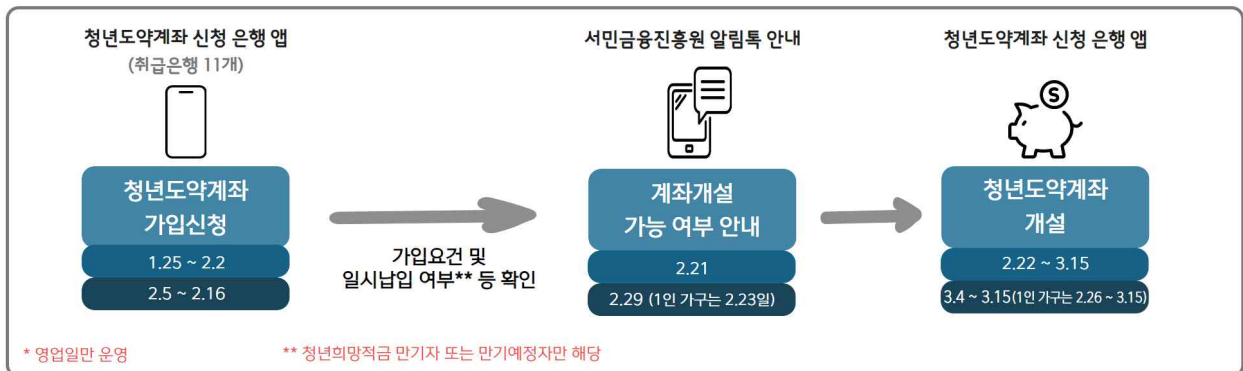 청년도약계좌 신청 은행 앱
(취급은행 11개)
청년도약계좌
가입신청
1.25 ~ 2.2
2.5 ~ 2.16
가입요건 및
일시납입 여부** 등 확인
서민금융진흥원 알림톡 안내
계좌개설
가능 여부 안내
2.21
2.29 (1인 가구는 2.23일)
청년도약계좌 신청 은행 앱
S
청년도약계좌
개설
2.22 ~ 3.15
3.4 ~ 3.15(1인 가구는 2.26 ~ 3.15)
* 영업일만 운영
** 청년희망적금 만기자 또는 만기예정자만 해당